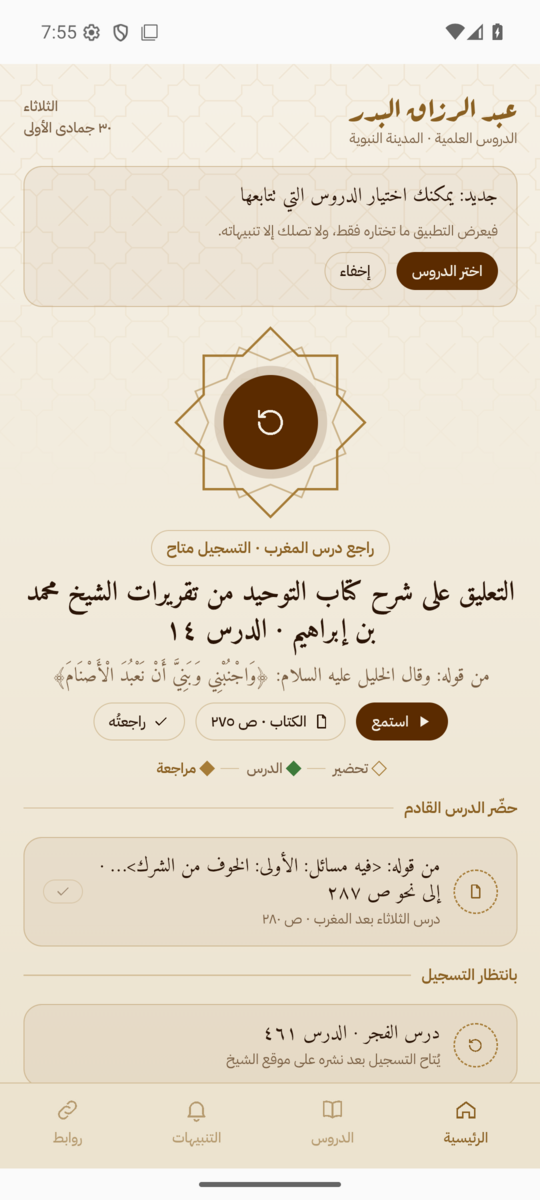 7:55
عبد الرزاق البدر
الدروس العلمية · المدينة النبوية
الثلاثاء
٣٠ جمادى الأولى
جديد: يمكنك اختيار الدروس التي تتابعها
فيعرض التطبيق ما تختاره فقط، ولا تصلك إلا تنبيهاته.
اختر الدروس
إخفاء
راجع درس المغرب · التسجيل متاح
التعليق على شرح كتاب التوحيد من تقريرات الشيخ محمد
بن إبراهيم · الدرس ١٤
من قوله: وقال الخليل عليه السلام: ﴿وَاجْنُبْنِي وَبَنِيَّ أَنْ نَعْبُدَ الْأَصْنَامَ﴾
استمع
الكتاب · ص ٢٧٥
راجعتُه
تحضير
الدرس
مراجعة
حضّر الدرس القادم
من قوله: <فيه مسائل: الأولى: الخوف من الشرك>... ·
إلى نحو ص ٢٨٧
درس الثلاثاء بعد المغرب · ص ٢٨٠
بانتظار التسجيل
درس الفجر · الدرس ٤٦١
يُتاح التسجيل بعد نشره على موقع الشيخ
الرئيسية
الدروس
التنبيهات
روابط